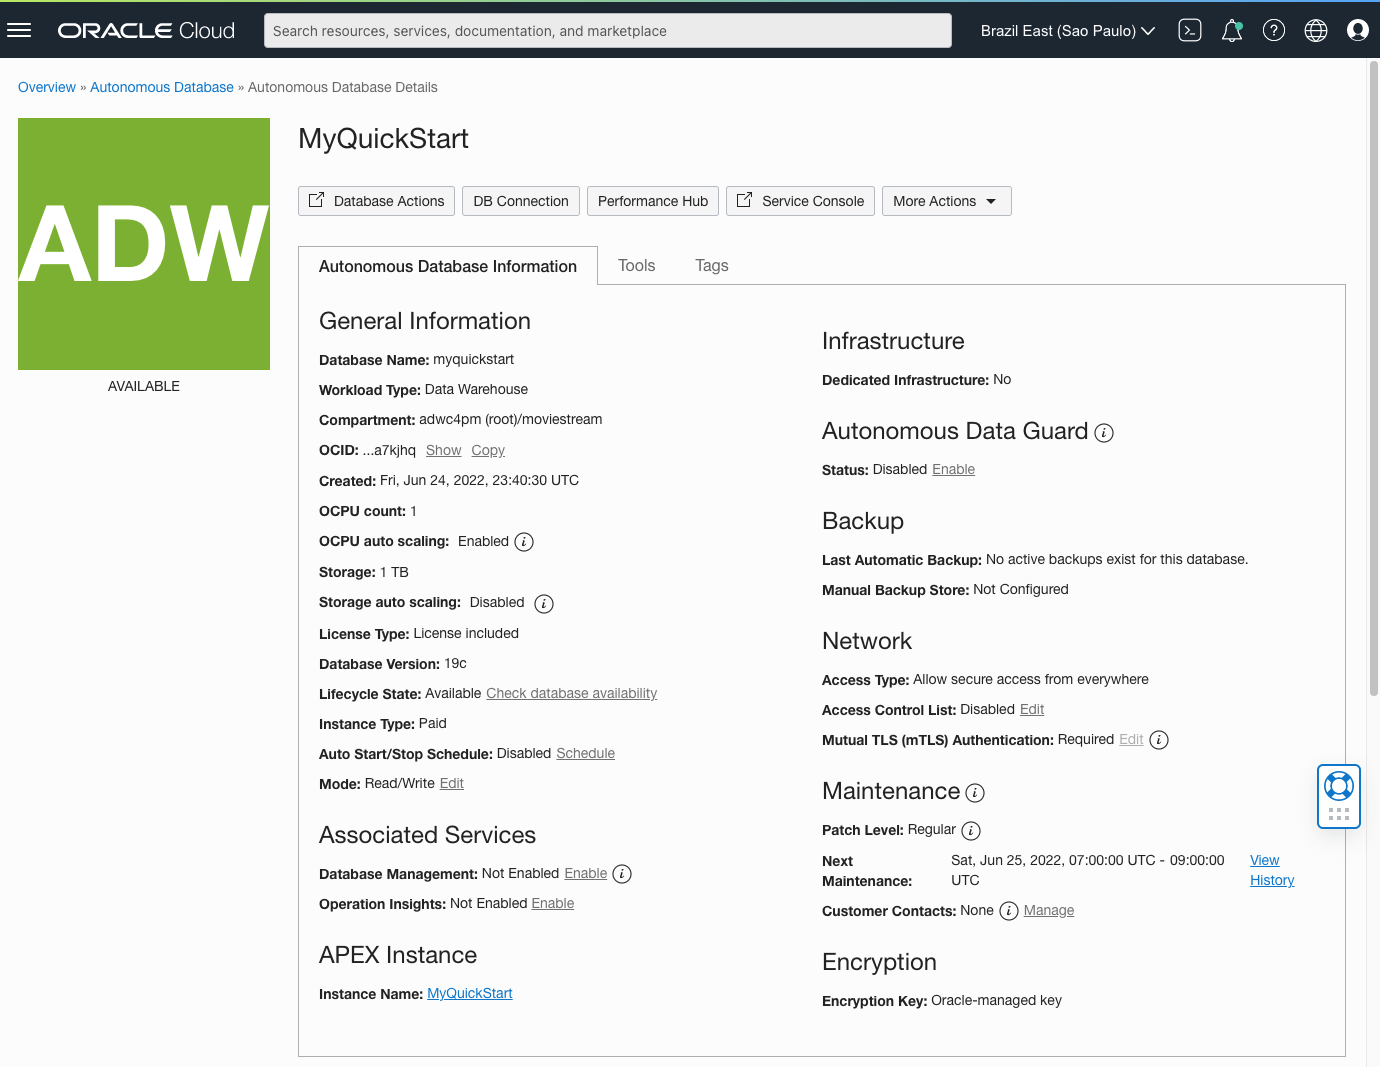 ORACLE Cloud
Search resources, services, documentation, and marketplace
Brazil East (Sao Paulo)
Overview » Autonomous Database » Autonomous Database Details
ADW
AVAILABLE
MyQuickStart
Database Actions
DB Connection
Performance Hub
Service Console
More Actions
Autonomous Database Information
Tools
Tags
General Information
Database Name: myquickstart
Workload Type: Data Warehouse
Compartment: adwc4pm (root)/moviestream
OCID: ...a7kjhq Show Copy
Created: Fri, Jun 24, 2022, 23:40:30 UTC
OCPU count: 1
OCPU auto scaling: Enabled i
Storage: 1 TB
Storage auto scaling: Disabled i
License Type: License included
Database Version: 19c
Lifecycle State: Available Check database availability
Instance Type: Paid
Auto Start/Stop Schedule: Disabled Schedule
Mode: Read/Write Edit
Associated Services
Database Management: Not Enabled Enable i
Operation Insights: Not Enabled Enable
APEX Instance
Instance Name: MyQuickStart
Infrastructure
Dedicated Infrastructure: No
Autonomous Data Guard i
Status: Disabled Enable
Backup
Last Automatic Backup: No active backups exist for this database.
Manual Backup Store: Not Configured
Network
Access Type: Allow secure access from everywhere
Access Control List: Disabled Edit
Mutual TLS (mTLS) Authentication: Required Edit i
Maintenance i
Patch Level: Regular i
Next Sat, Jun 25, 2022, 07:00:00 UTC - 09:00:00 View
Maintenance: UTC History
Customer Contacts: None i Manage
Encryption
Encryption Key: Oracle-managed key